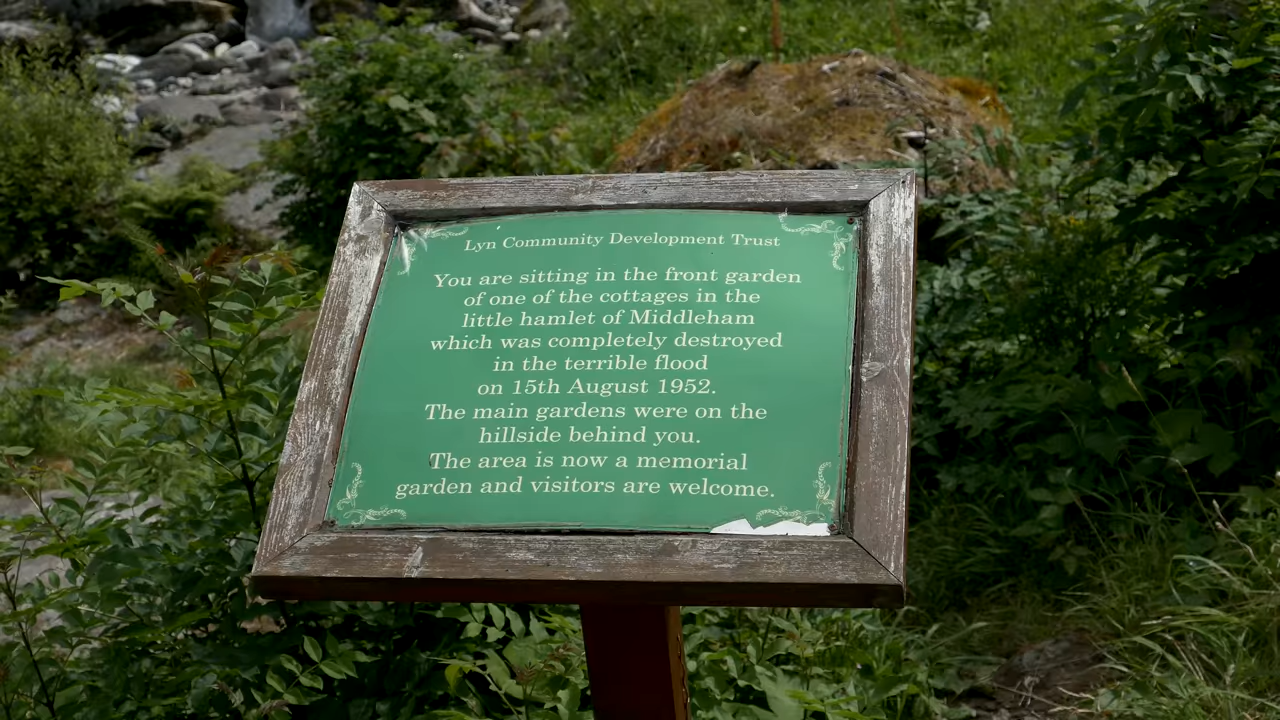 Lyn Community Development Trust
You are sitting in the front garden
of one of the cottages in the
little hamlet of Middleham
which was completely destroyed
in the terrible flood
on 15th August 1952.
The main gardens were on the
hillside behind you.
The area is now a memorial
garden and visitors are welcome.